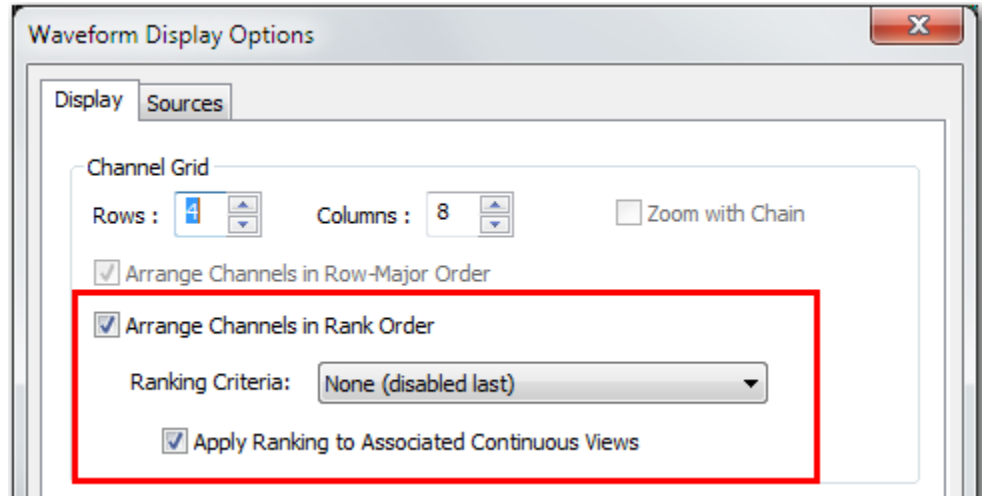 Waveform Display Options
Display Sources
Channel Grid
Rows : 4 Columns : 8 Zoom with Chain
Arrange Channels in Row-Major Order
Arrange Channels in Rank Order
Ranking Criteria: None (disabled last)
Apply Ranking to Associated Continuous Views